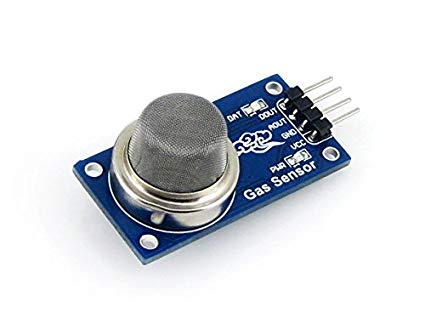 DAT
DOUT
AOUT
GND
VCC
PWR
Gas Sensor